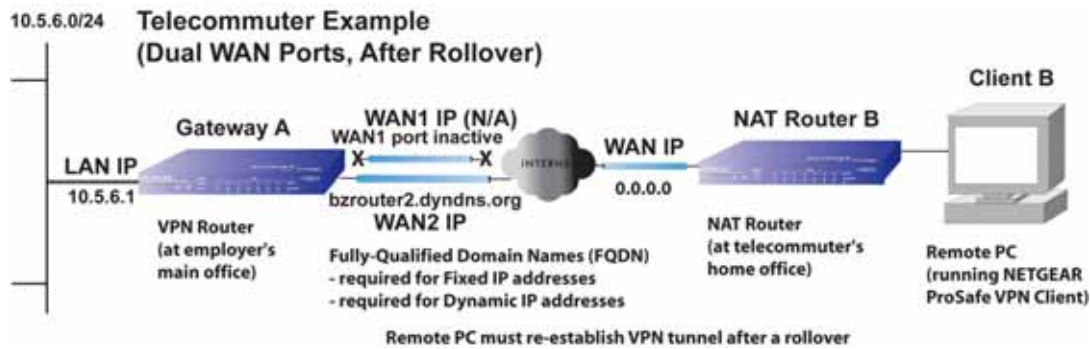 10.5.6.0/24
Telecommuter Example
(Dual WAN Ports, After Rollover)
Client B
Gateway A
WAN1 IP (N/A)
WAN1 port inactive
X
X
NAT Router B
LAN IP
10.5.6.1
WAN IP
0.0.0.0
bzrouter2.dyndns.org
WAN2 IP
VPN Router
(at employer's
main office)
Fully-Qualified Domain Names (FQDN)
- required for Fixed IP addresses
- required for Dynamic IP addresses
NAT Router
(at telecommuter's
home office)
Remote PC
(running NETGEAR
ProSafe VPN Client)
Remote PC must re-establish VPN tunnel after a rollover